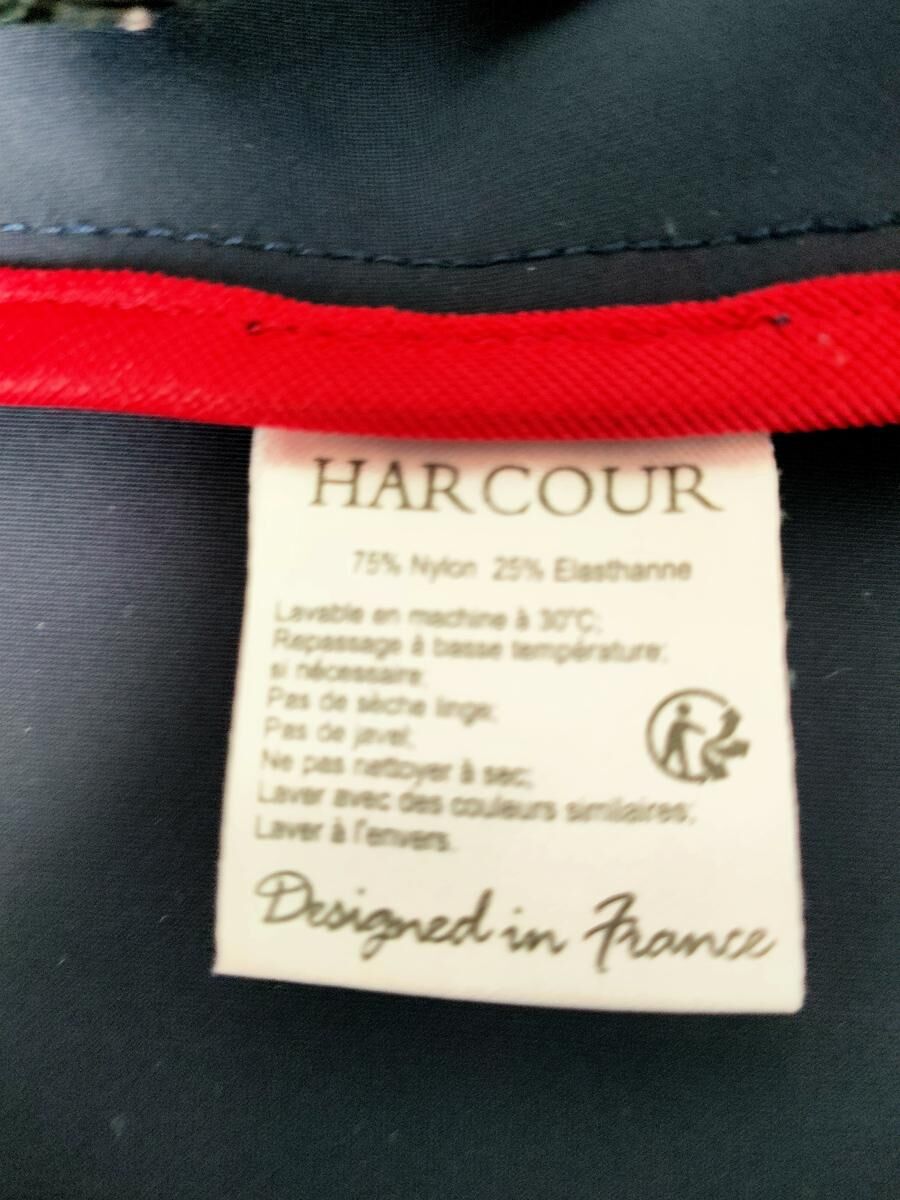 HARCOUR
75% Nylon 25% Elasthanne
Lavable en machine à 30°C;
Repassage à basse température;
si nécessaire;
Pas de sèche linge;
Pas de javel;
Ne pas nettoyer à sec;
Laver avec des couleurs similaires;
Laver à l'envers.
Designed in France